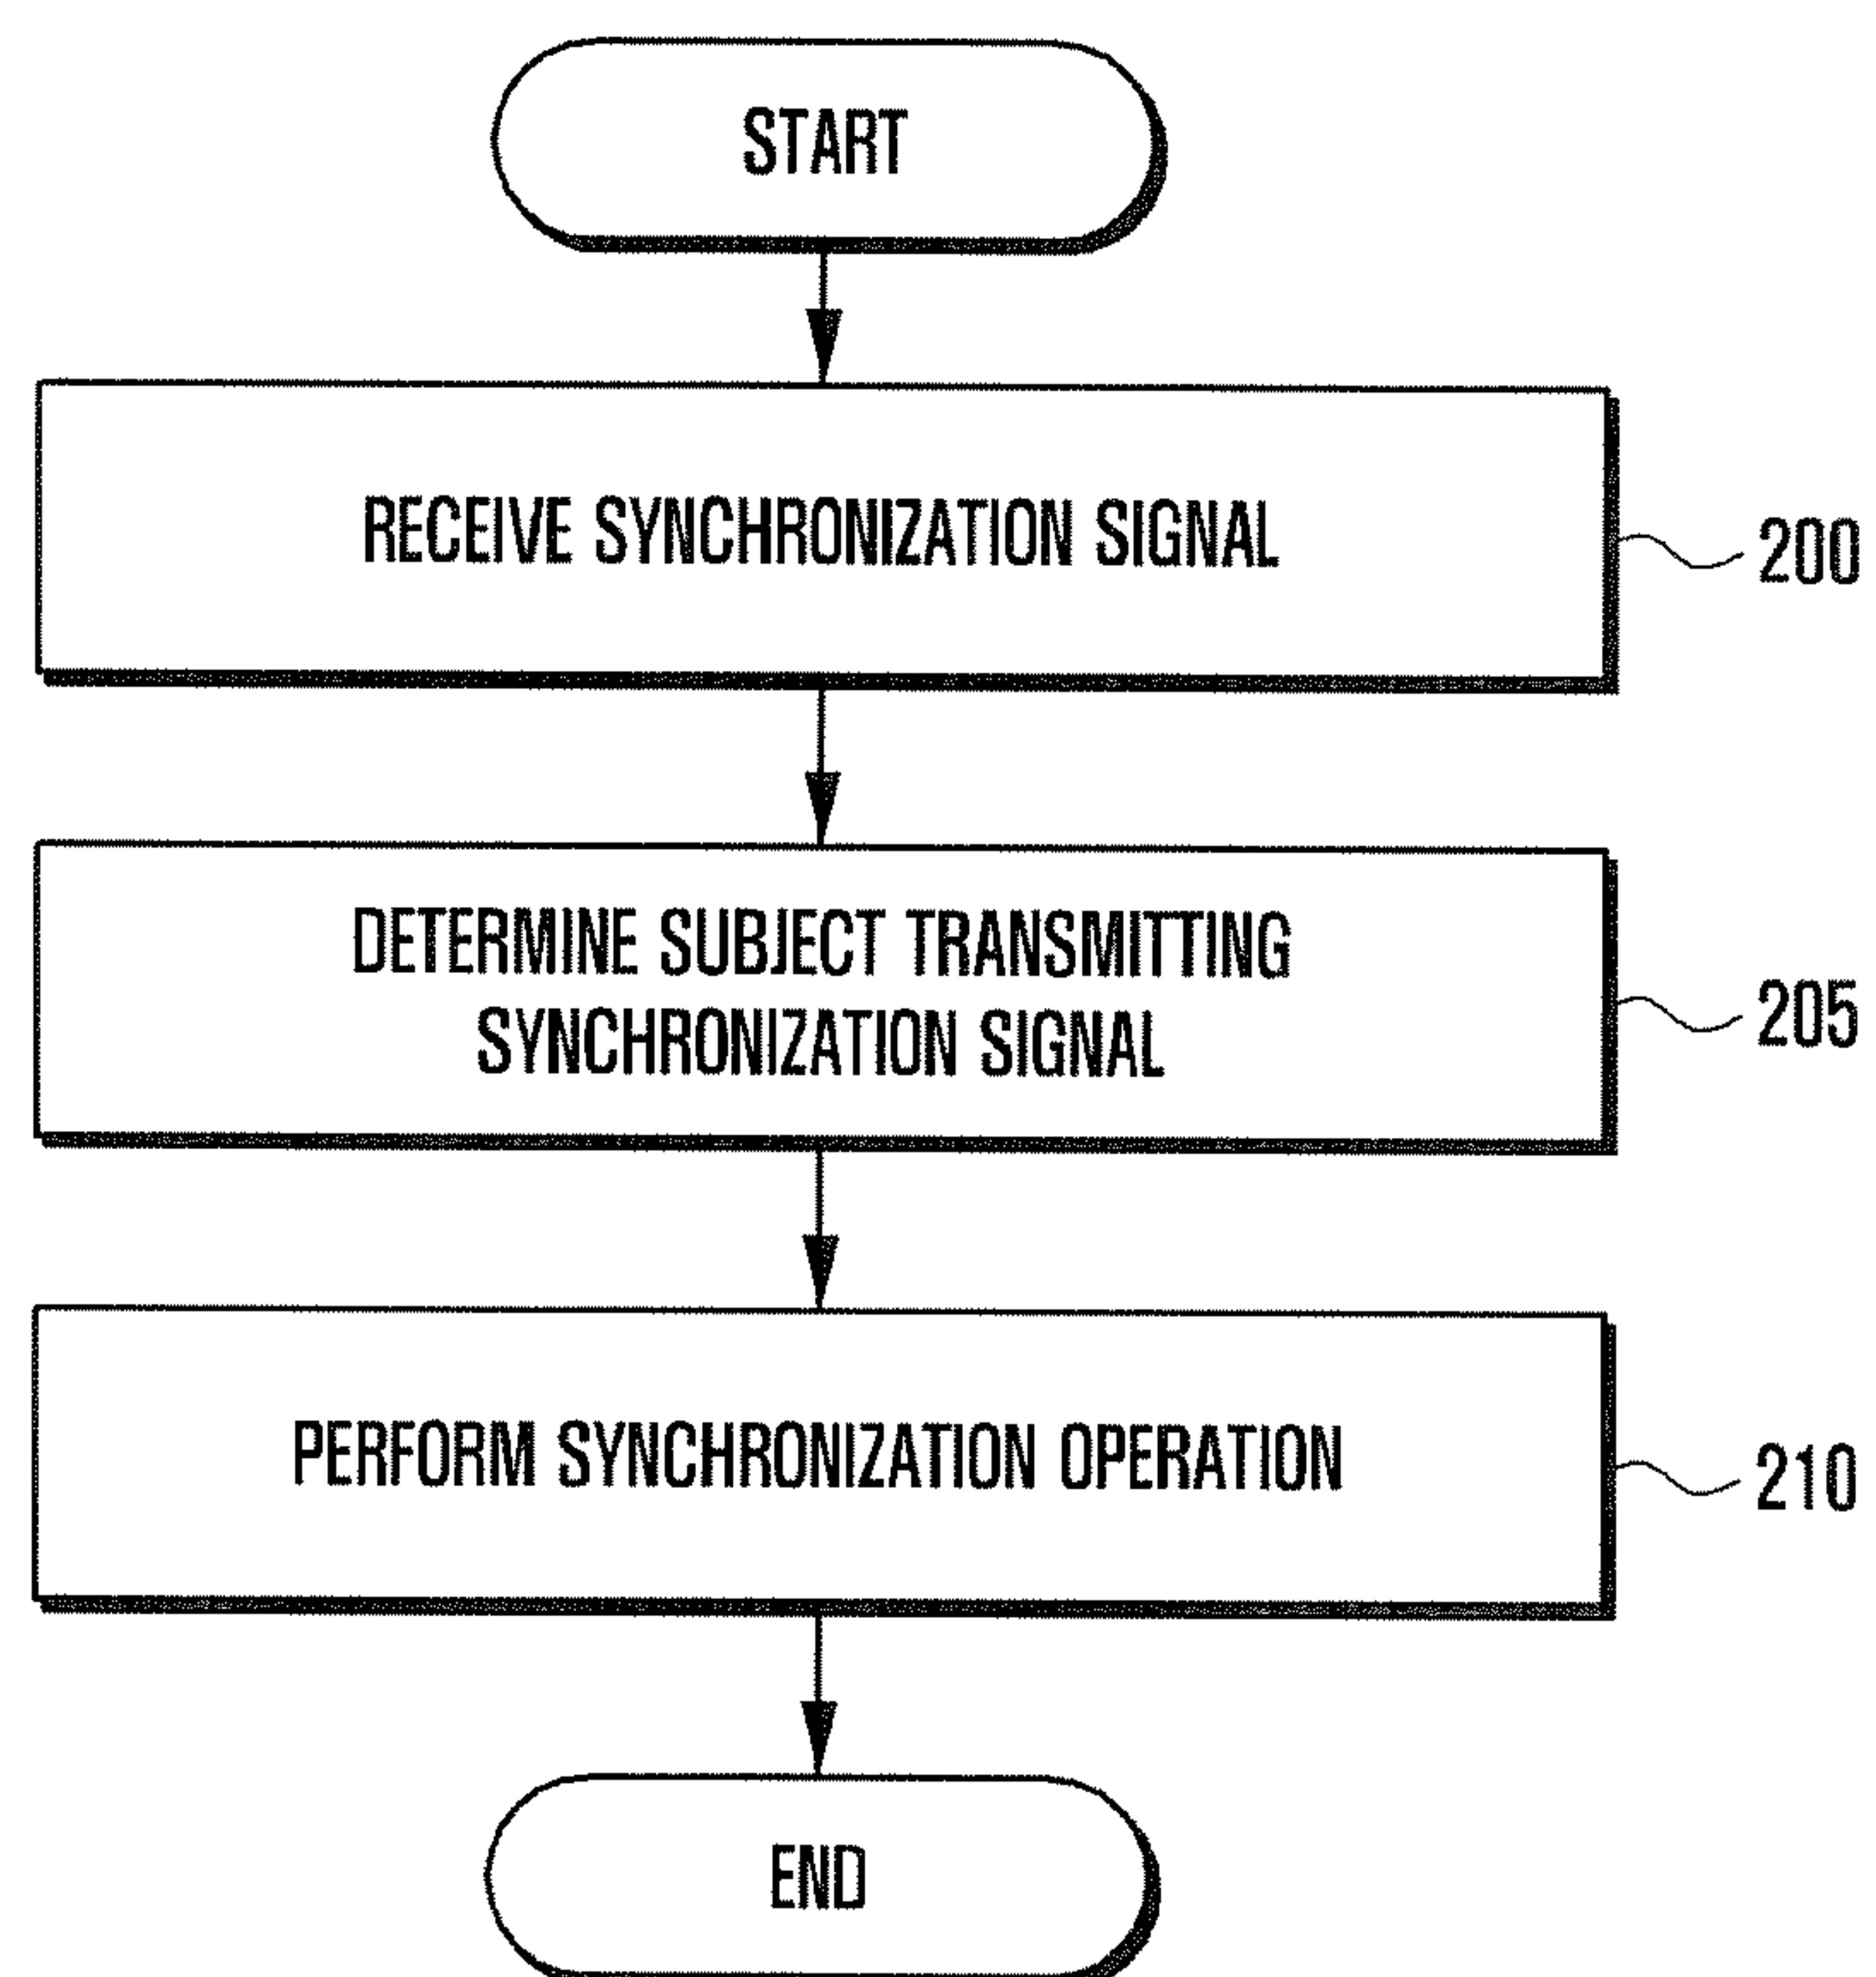 START
RECEIVE SYNCHRONIZATION SIGNAL
200
DETERMINE SUBJECT TRANSMITTING
SYNCHRONIZATION SIGNAL
205
PERFORM SYNCHRONIZATION OPERATION
210
END